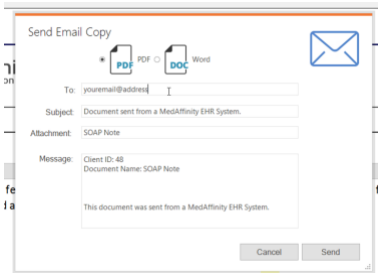 Send Email Copy
PDF PDF DOC Word
To: youremail@address
Subject: Document sent from a MedAffinity EHR System.
Attachment: SOAP Note
Message: Client ID: 48
Document Name: SOAP Note
This document was sent from a MedAffinity EHR System.
Cancel Send